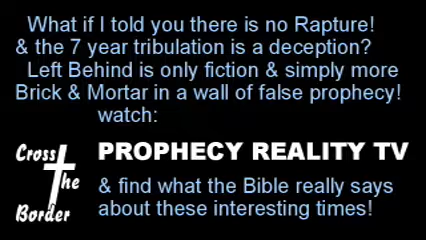 What if I told you there is no Rapture!
& the 7 year tribulation is a deception?
Left Behind is only fiction & simply more
Brick & Mortar in a wall of false prophecy!
watch:
PROPHECY REALITY TV
Cross
the
Border
& find what the Bible really says
about these interesting times!